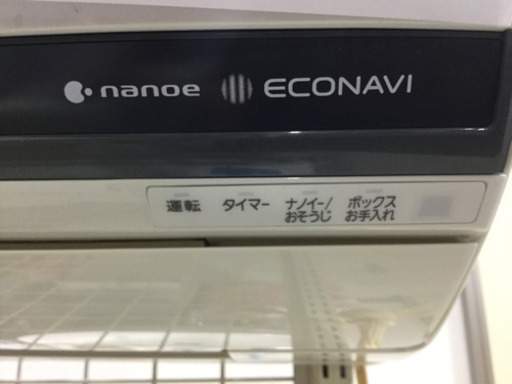 nanoe ECONAVI
運転 タイマー ナノイー/ ボックス
おそうじ お手入れ